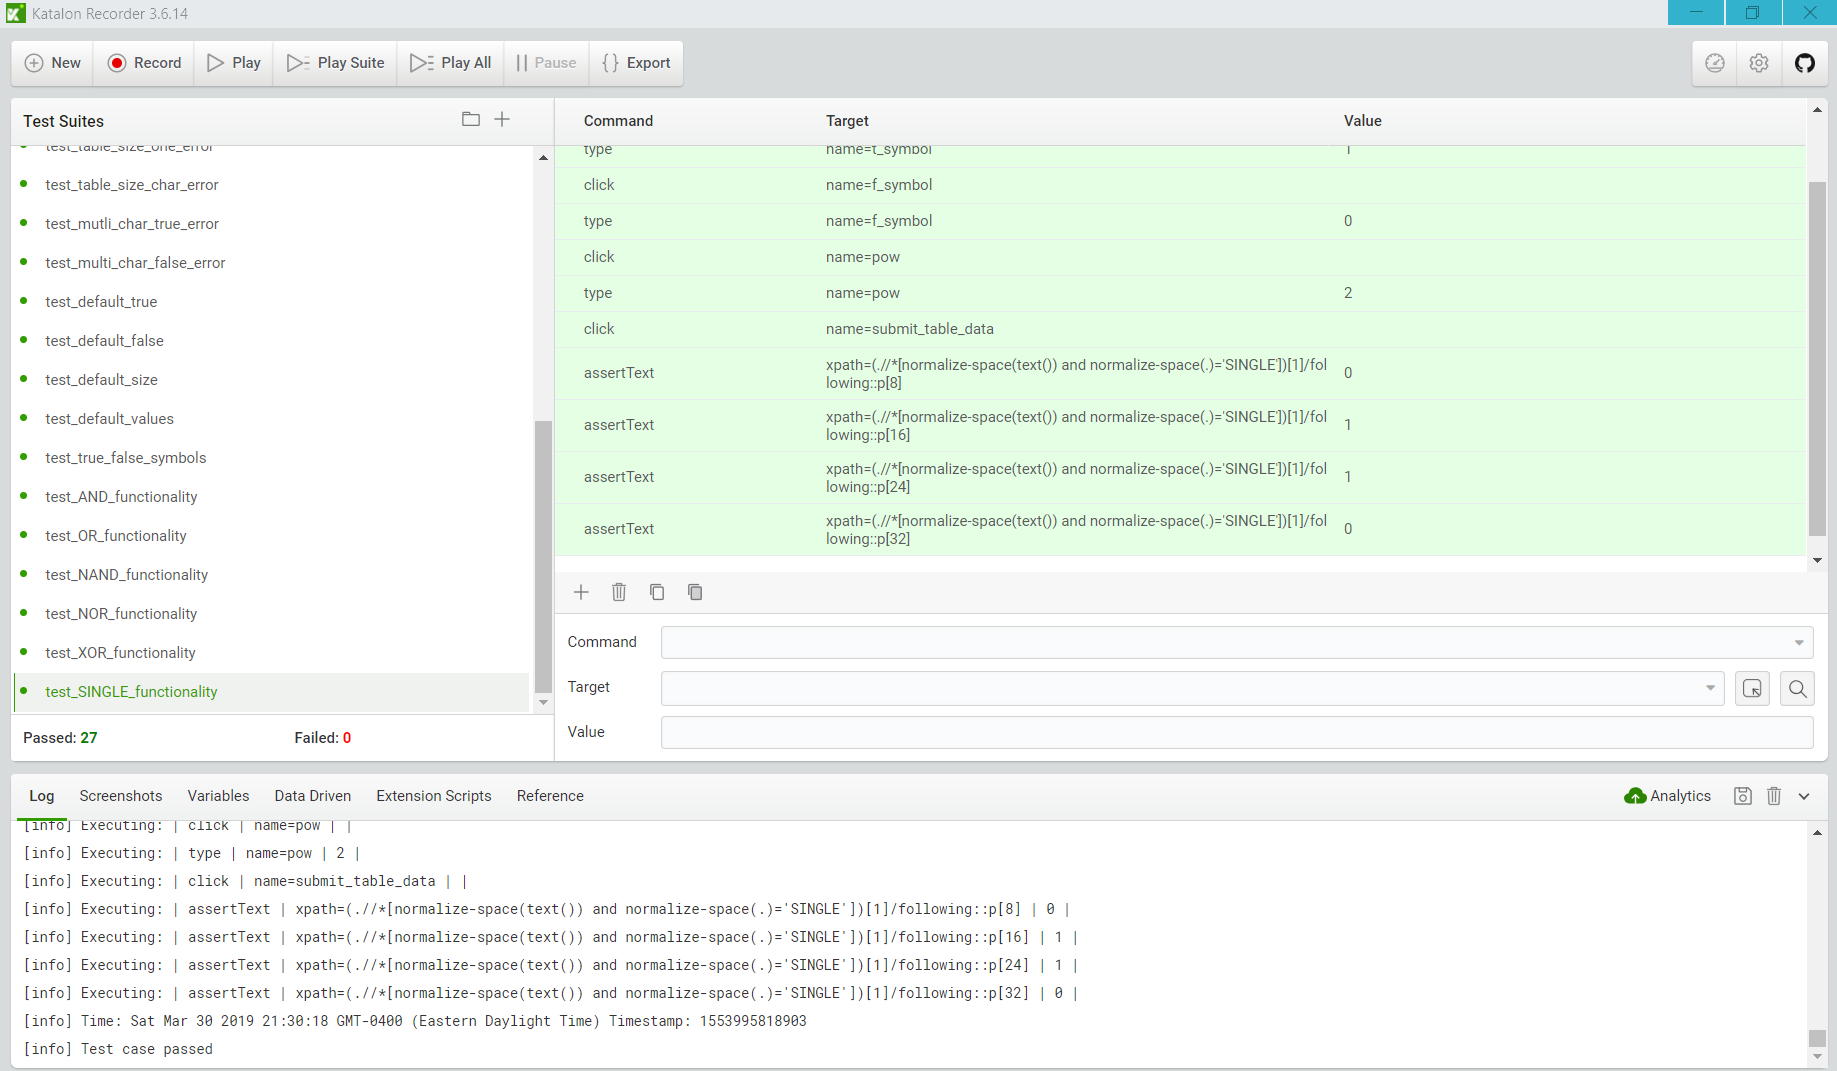 Katalon Recorder 3.6.14
New Record Play Play Suite Play All Pause Export
Test Suites
test_table_size_one_error
test_table_size_char_error
test_mutli_char_true_error
test_multi_char_false_error
test_default_true
test_default_false
test_default_size
test_default_values
test_true_false_symbols
test_AND_functionality
test_OR_functionality
test_NAND_functionality
test_NOR_functionality
test_XOR_functionality
test_SINGLE_functionality
Passed: 27 Failed: 0
Command Target Value
type name=t_symbol 1
click name=f_symbol
type name=f_symbol 0
click name=pow
type name=pow 2
click name=submit_table_data
assertText xpath=(.//*[normalize-space(text()) and normalize-space(.)='SINGLE'])[1]/fol 0
lowing::p[8]
assertText xpath=(.//*[normalize-space(text()) and normalize-space(.)='SINGLE'])[1]/fol 1
lowing::p[16]
assertText xpath=(.//*[normalize-space(text()) and normalize-space(.)='SINGLE'])[1]/fol 1
lowing::p[24]
assertText xpath=(.//*[normalize-space(text()) and normalize-space(.)='SINGLE'])[1]/fol 0
lowing::p[32]
Command
Target
Value
Log Screenshots Variables Data Driven Extension Scripts Reference Analytics
[info] Executing: | click | name=pow | |
[info] Executing: | type | name=pow | 2 |
[info] Executing: | click | name=submit_table_data | |
[info] Executing: | assertText | xpath=(.//*[normalize-space(text()) and normalize-space(.)='SINGLE'])[1]/following::p[8] | 0 |
[info] Executing: | assertText | xpath=(.//*[normalize-space(text()) and normalize-space(.)='SINGLE'])[1]/following::p[16] | 1 |
[info] Executing: | assertText | xpath=(.//*[normalize-space(text()) and normalize-space(.)='SINGLE'])[1]/following::p[24] | 1 |
[info] Executing: | assertText | xpath=(.//*[normalize-space(text()) and normalize-space(.)='SINGLE'])[1]/following::p[32] | 0 |
[info] Time: Sat Mar 30 2019 21:30:18 GMT-0400 (Eastern Daylight Time) Timestamp: 1553995818903
[info] Test case passed